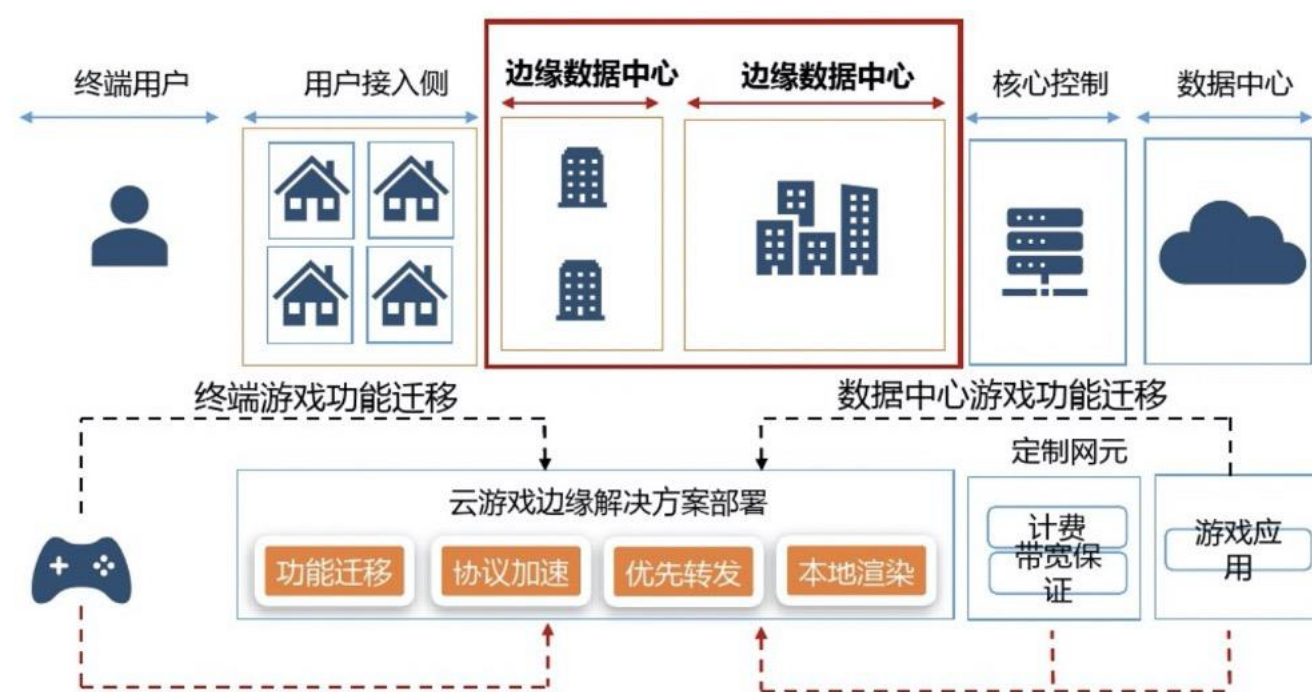 终端用户
用户接入侧
边缘数据中心
边缘数据中心
核心控制
数据中心
终端游戏功能迁移
数据中心游戏功能迁移
云游戏边缘解决方案部署
功能迁移
协议加速
优先转发
本地渲染
定制网元
计费
带宽保
证
游戏应
用